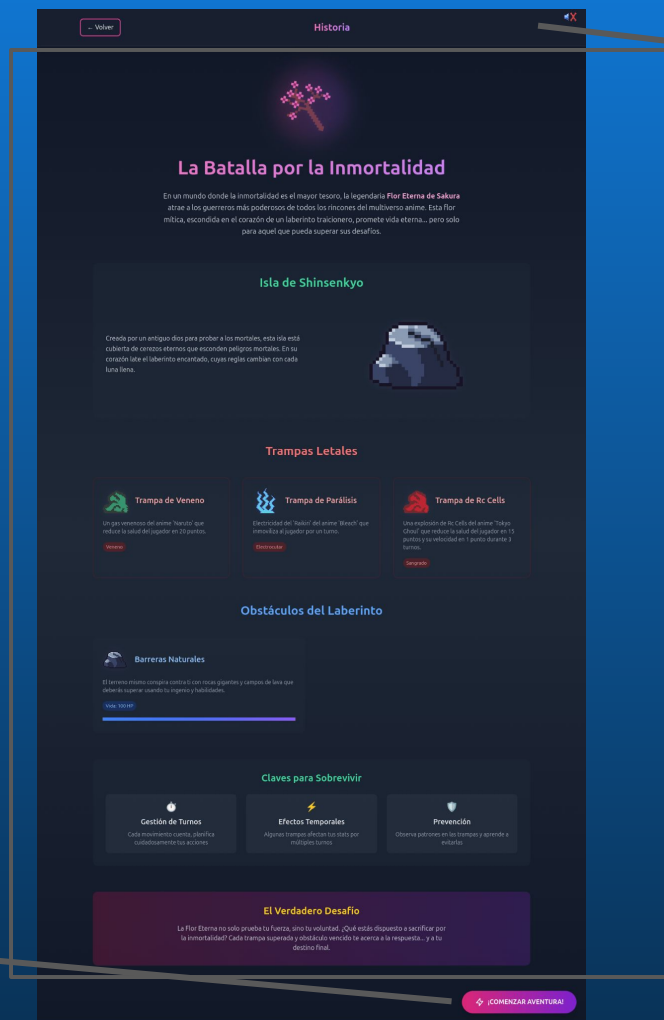 ← Volver
Historia
La Batalla por la Inmortalidad
En un mundo donde la inmortalidad es el mayor tesoro, la legendaria Flor Eterna de Sakura
atrae a los guerreros más poderosos de todos los rincones del multiverso anime. Esta flor
mítica, escondida en el corazón de un laberinto traicionero, promete vida eterna... pero solo
para aquel que pueda superar sus desafíos.
Isla de Shinsenkyo
Creada por un antiguo dios para probar a los mortales, esta isla está
cubierta de cerezos eternos que esconden peligros mortales. En su
corazón late el laberinto encantado, cuyas reglas cambian con cada
luna llena.
Trampas Letales
Trampa de Veneno
Un gas venenoso del anime 'Naruto' que
reduce la salud del jugador en 20 puntos.
Veneno
Trampa de Parálisis
Electricidad del 'Raikiri' del anime 'Bleach' que
inmoviliza al jugador por un turno.
Electrocutar
Trampa de Rc Cells
Una explosión de Rc Cells del anime 'Tokyo
Ghoul' que reduce la salud del jugador en 15
puntos y su velocidad en 1 punto durante 3
turnos.
Sangrado
Obstáculos del Laberinto
Barreras Naturales
El terreno mismo conspira contra ti con rocas gigantes y campos de lava que
deberás superar usando tu ingenio y habilidades.
Vida: 100 HP
Claves para Sobrevivir
Gestión de Turnos
Cada movimiento cuenta, planifica
cuidadosamente tus acciones
Efectos Temporales
Algunas trampas afectan tus stats por
múltiples turnos
Prevención
Observa patrones en las trampas y aprende a
evitarlas
El Verdadero Desafío
La Flor Eterna no solo prueba tu fuerza, sino tu voluntad. ¿Qué estás dispuesto a sacrificar por
la inmortalidad? Cada trampa superada y obstáculo vencido te acerca a la respuesta... y a tu
destino final.
¡COMENZAR AVENTURA!